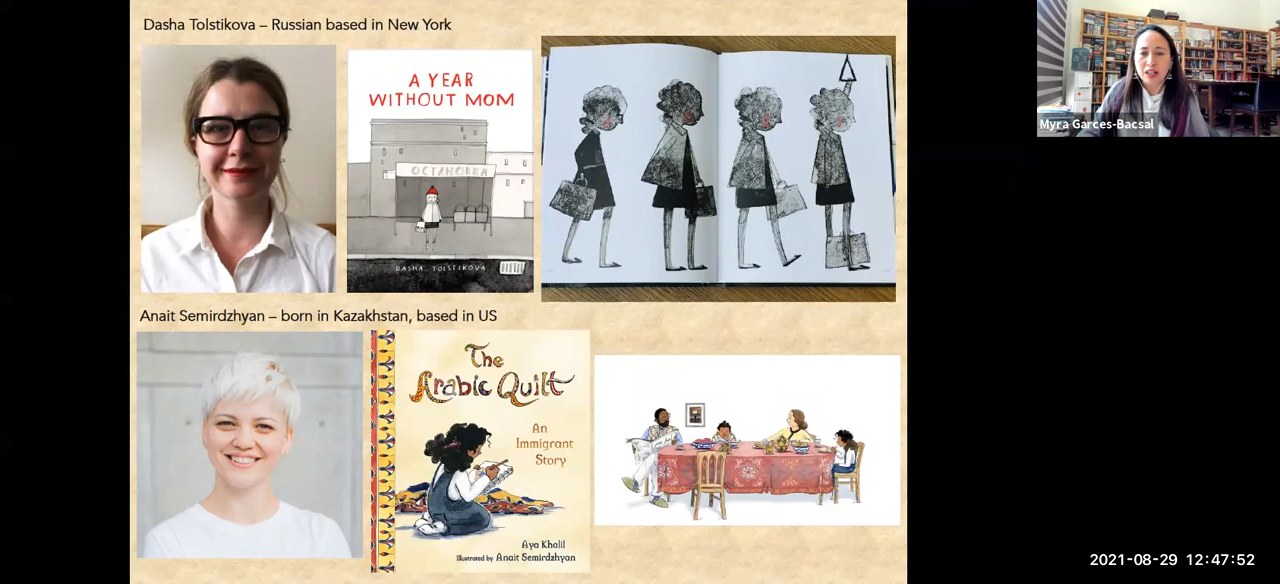 Dasha Tolstikova – Russian based in New York
A YEAR
WITHOUT MOM
ОСТАНОВКА
DASHA TOLSTIKOVA
Anait Semirdzhyan – born in Kazakhstan, based in US
The
Arabic Quilt
An
Immigrant
Story
Aya Khalil
Illustrated by Anait Semirdzhyan
Myra Garces-Bacsal
2021-08-29 12:47:52